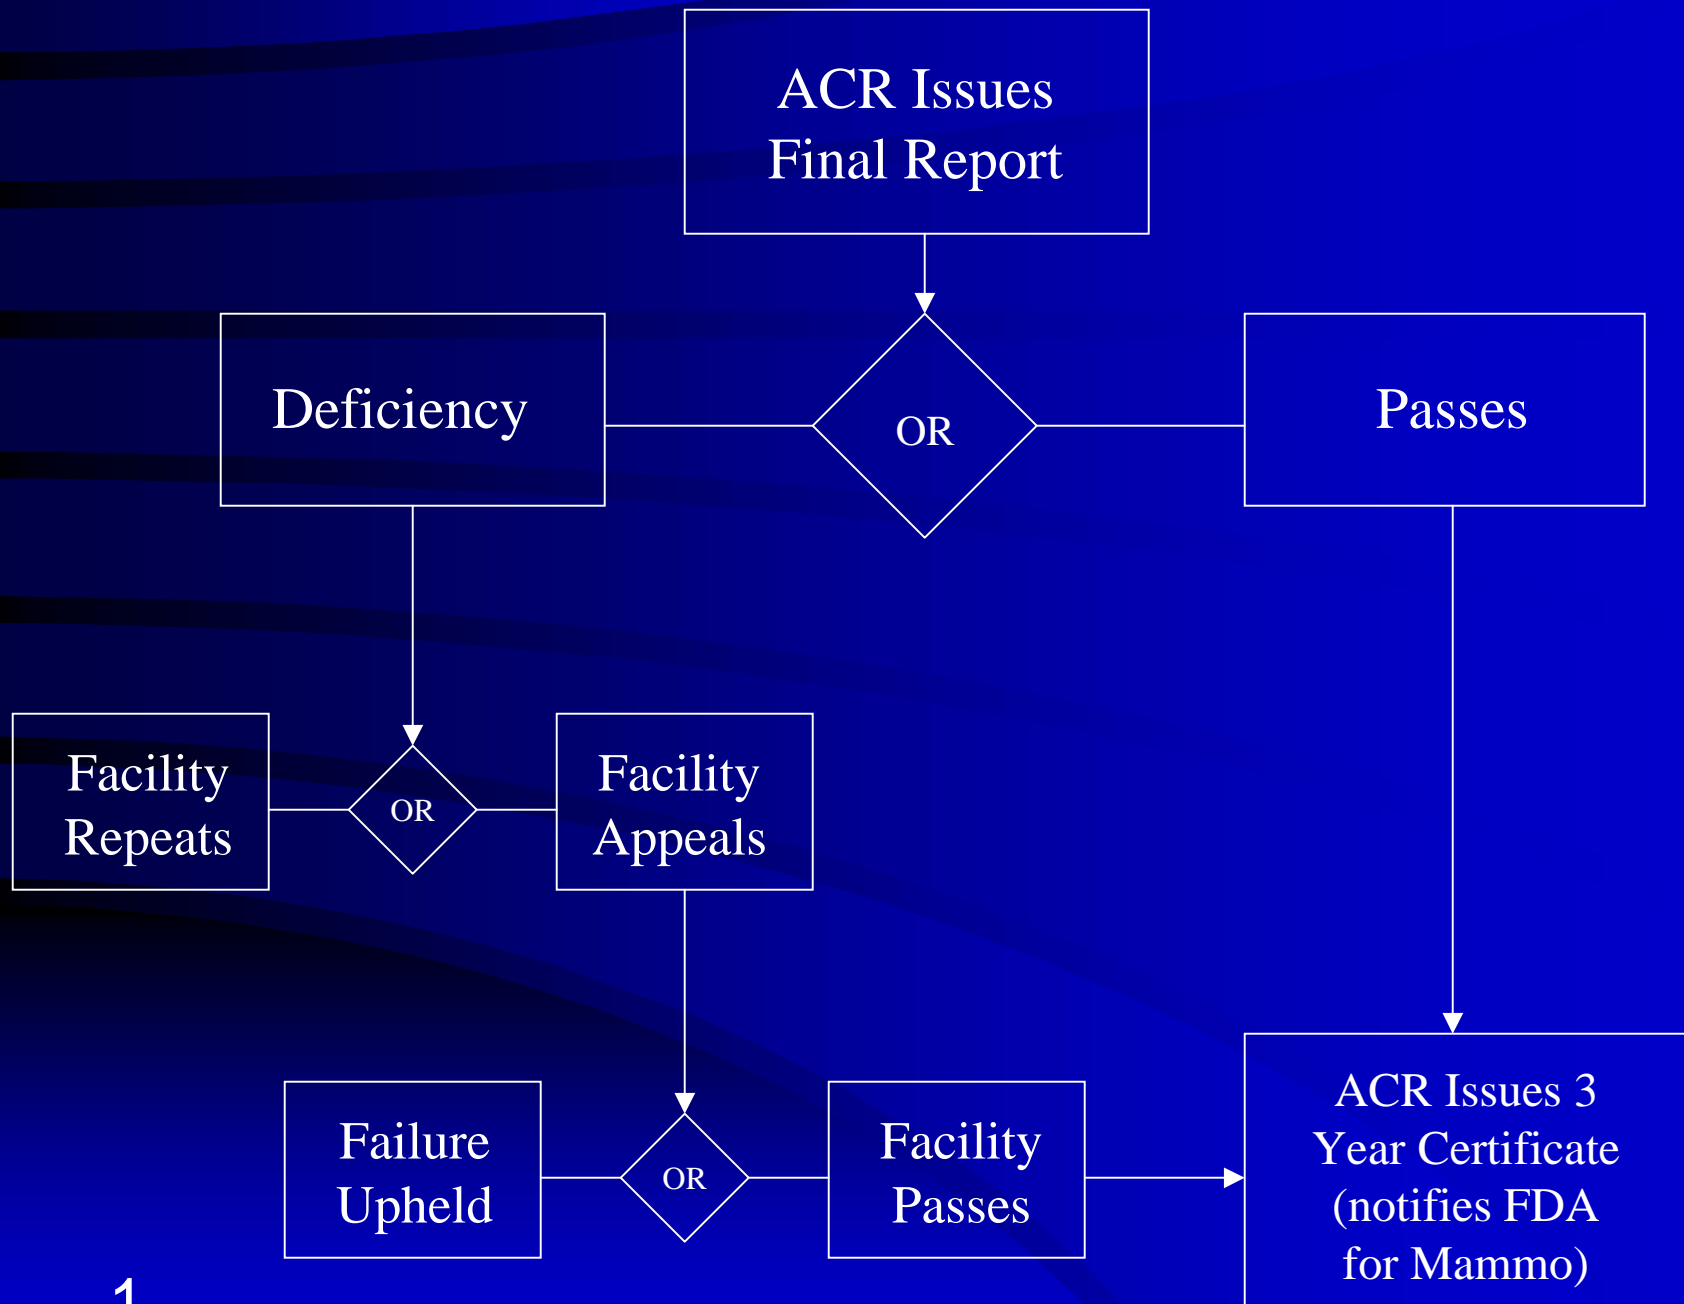 ACR Issues
Final Report
Deficiency
OR
Passes
Facility
Repeats
OR
Facility
Appeals
Failure
Upheld
OR
Facility
Passes
ACR Issues 3
Year Certificate
(notifies FDA
for Mammo)
1